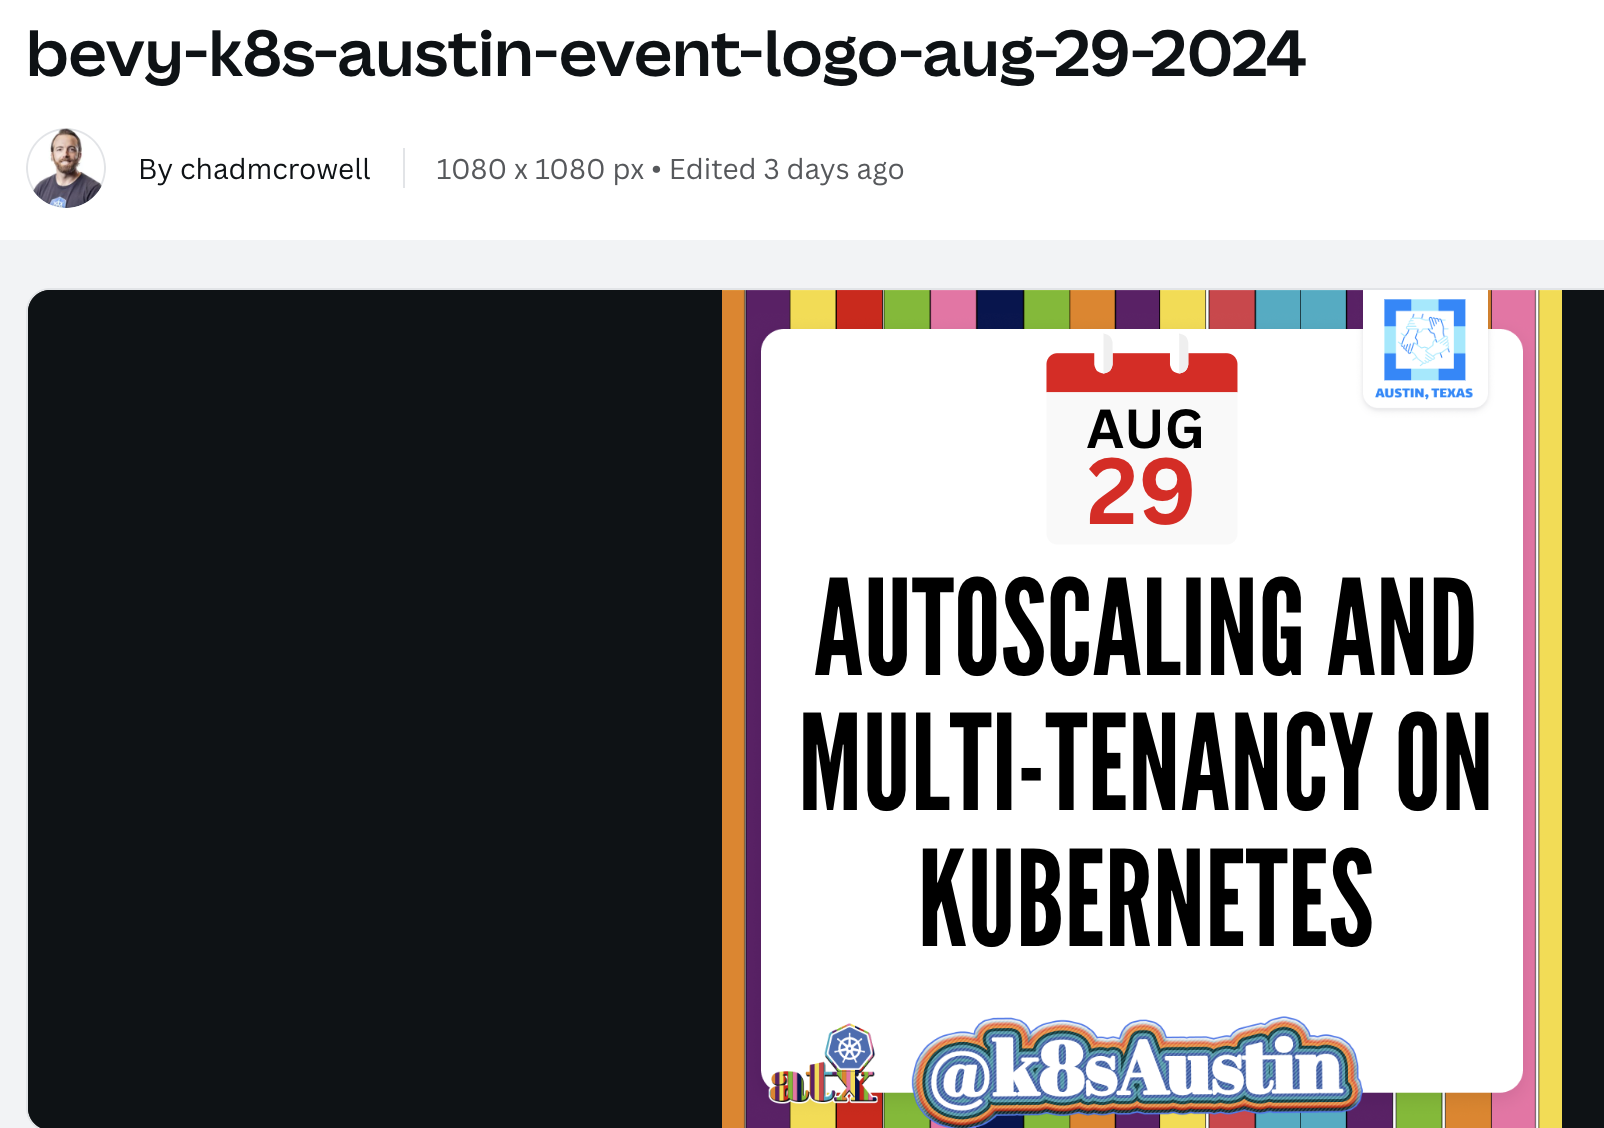 bevy-k8s-austin-event-logo-aug-29-2024
By chadmcrowell
1080 x 1080 px • Edited 3 days ago
AUSTIN, TEXAS
AUG
29
AUTOSCALING AND
MULTI-TENANCY ON
KUBERNETES
atx
@k8sAustin